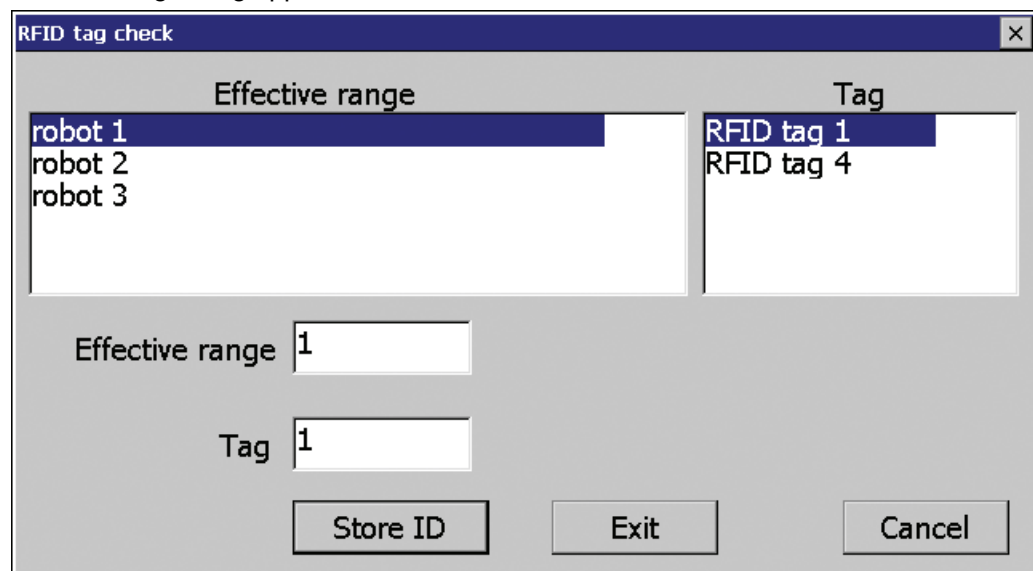 RFID tag check
Effective range Tag
robot 1
robot 2
robot 3
RFID tag 1
RFID tag 4
Effective range 1
Tag 1
Store ID Exit Cancel